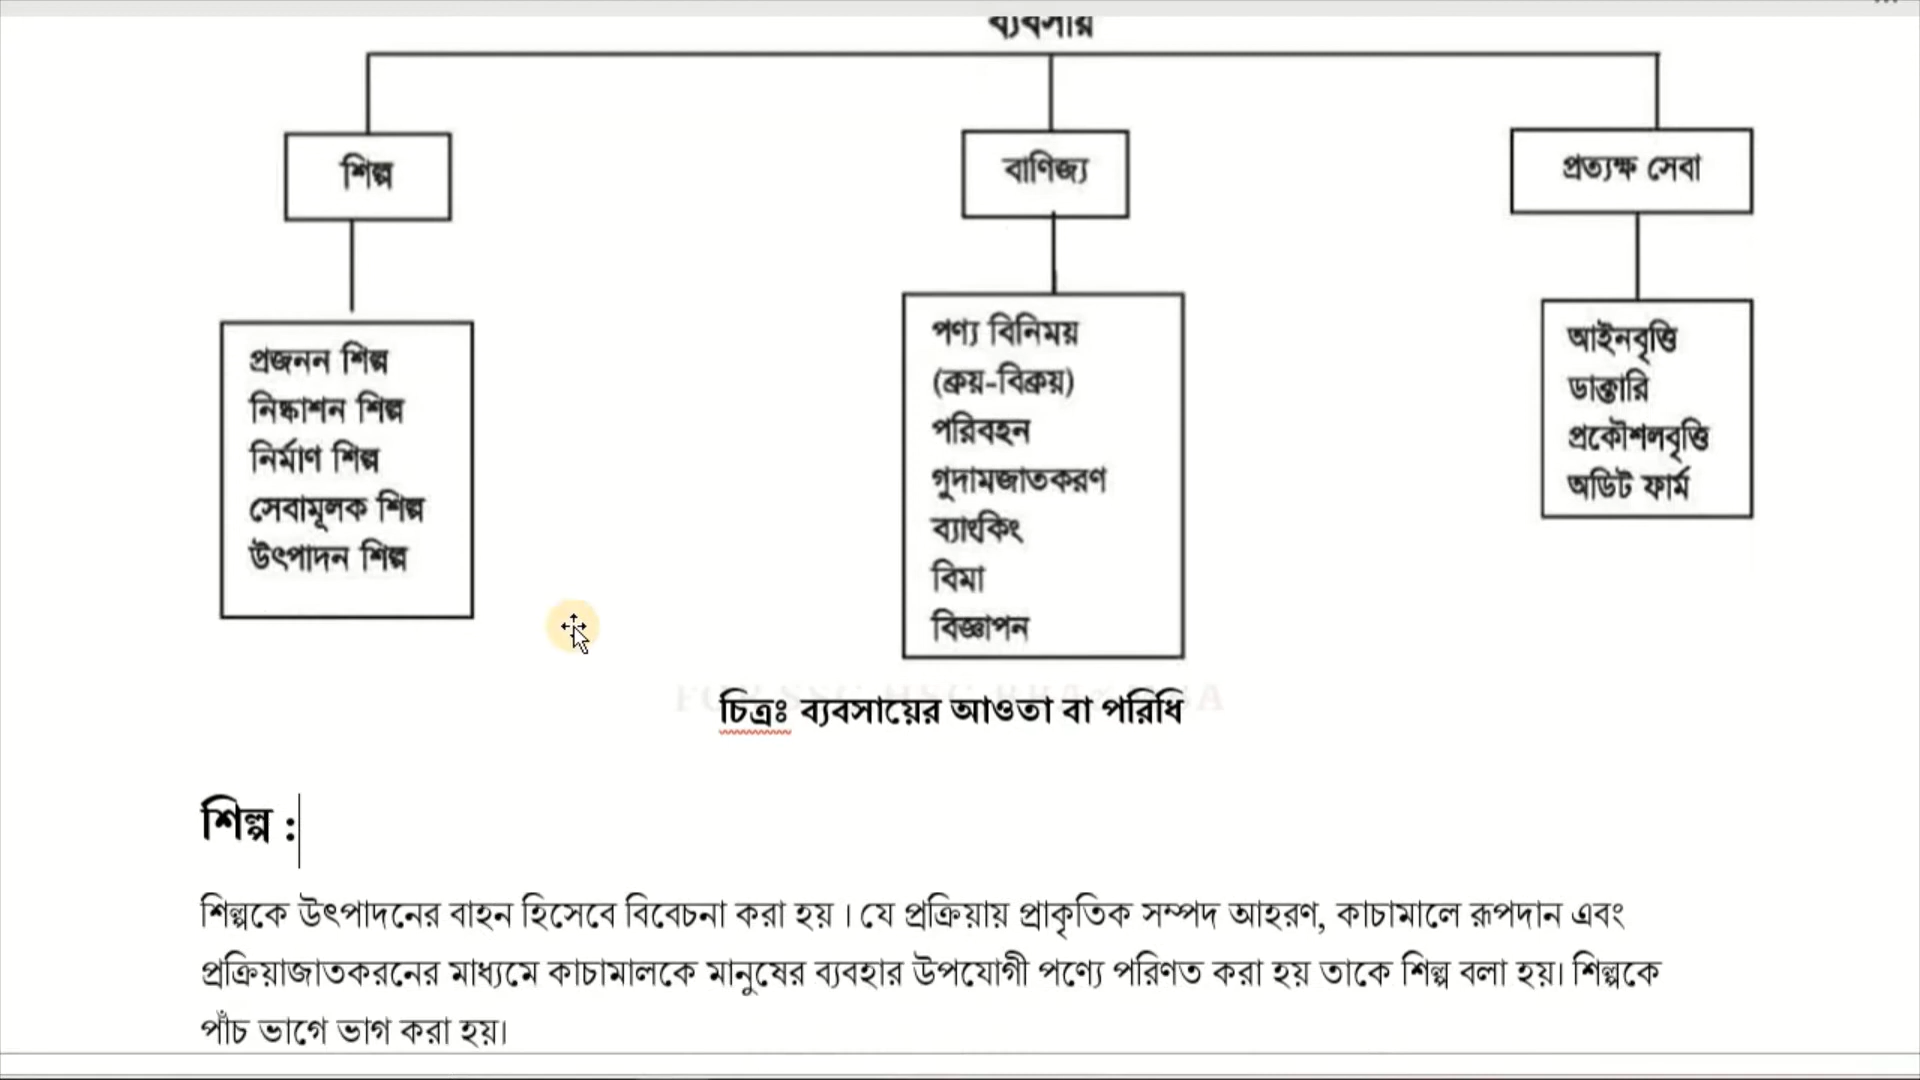 ব্যবসায়
শিল্প
বাণিজ্য
প্রত্যক্ষ সেবা
প্রজনন শিল্প
নিষ্কাশন শিল্প
নির্মাণ শিল্প
সেবামূলক শিল্প
উৎপাদন শিল্প
পণ্য বিনিময়
(ক্রয়-বিক্রয়)
পরিবহন
গুদামজাতকরণ
ব্যাংকিং
বিমা
বিজ্ঞাপন
আইনবৃত্তি
ডাক্তারি
প্রকৌশলবৃত্তি
অডিট ফার্ম
চিত্রঃ ব্যবসায়ের আওতা বা পরিধি
শিল্প :
শিল্পকে উৎপাদনের বাহন হিসেবে বিবেচনা করা হয় । যে প্রক্রিয়ায় প্রাকৃতিক সম্পদ আহরণ, কাচামালে রূপদান এবং
প্রক্রিয়াজাতকরনের মাধ্যমে কাচামালকে মানুষের ব্যবহার উপযোগী পণ্যে পরিণত করা হয় তাকে শিল্প বলা হয়। শিল্পকে
পাঁচ ভাগে ভাগ করা হয়।